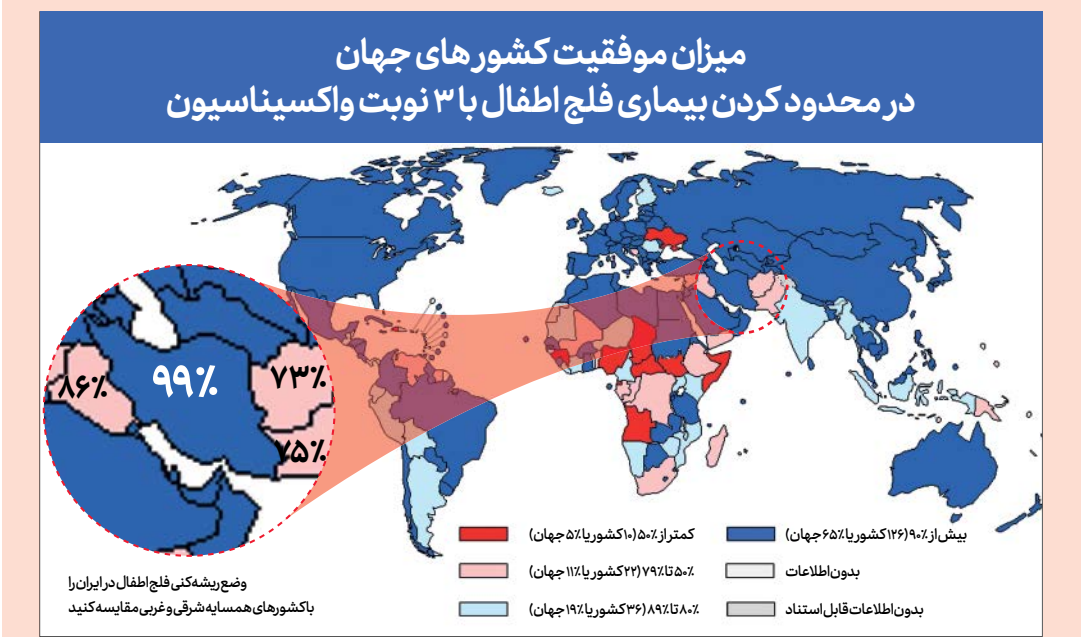 میزان موفقیت کشور های جهان
در محدود کردن بیماری فلج اطفال با ۳ نوبت واکسیناسیون
۸۶٪
۹۹٪
۷۳٪
۷۵٪
بیش از ۹۰٪ (۱۲۶ کشور یا ۶۵٪ جهان)
کمتر از ۵۰٪ (۱۰ کشور یا ۵٪ جهان)
بدون اطلاعات
۵۰٪ تا ۷۹٪ (۲۲ کشور یا ۱۱٪ جهان)
بدون اطلاعات قابل استناد
۸۰٪ تا ۸۹٪ (۳۶ کشور یا ۱۹٪ جهان)
وضع ریشه‌کنی فلج اطفال در ایران را
با کشورهای همسایه شرقی و غربی مقایسه کنید